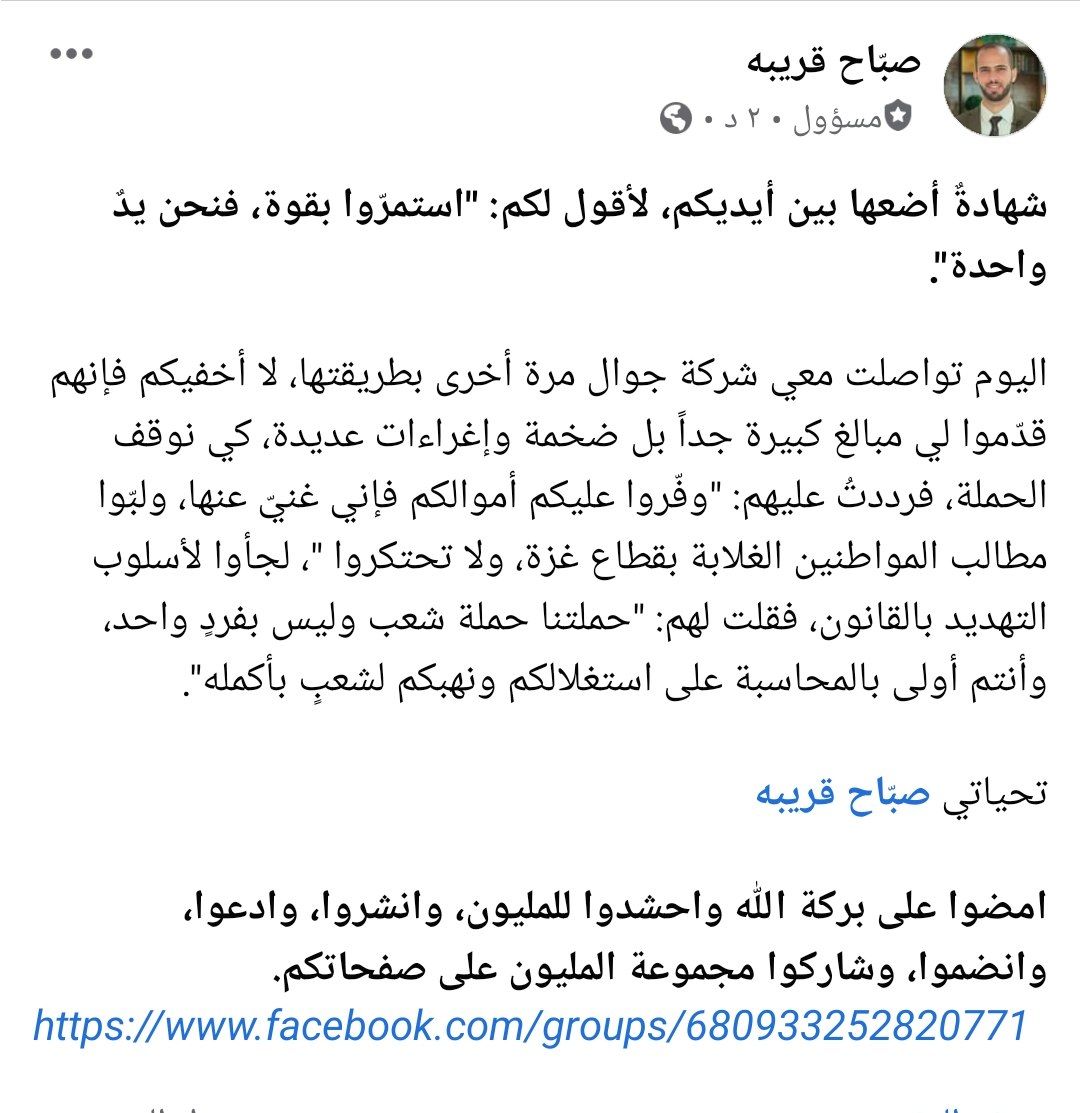 صبّاح قريبه
مسؤول • ٢ د •
شهادةٌ أضعها بين أيديكم، لأقول لكم: "استمرّوا بقوة، فنحن يدٌ
واحدة".
اليوم تواصلت معي شركة جوال مرة أخرى بطريقتها، لا أخفيكم فإنهم
قدّموا لي مبالغ كبيرة جداً بل ضخمة وإغراءات عديدة، كي نوقف
الحملة، فرددتُ عليهم: "وفّروا عليكم أموالكم فإني غنيّ عنها، ولبّوا
مطالب المواطنين الغلابة بقطاع غزة، ولا تحتكروا "، لجأوا لأسلوب
التهديد بالقانون، فقلت لهم: "حملتنا حملة شعب وليس بفردٍ واحد،
وأنتم أولى بالمحاسبة على استغلالكم ونهبكم لشعبٍ بأكمله".
تحياتي صبّاح قريبه
امضوا على بركة الله واحشدوا للمليون، وانشروا، وادعوا،
وانضموا، وشاركوا مجموعة المليون على صفحاتكم.
https://www.facebook.com/groups/680933252820771